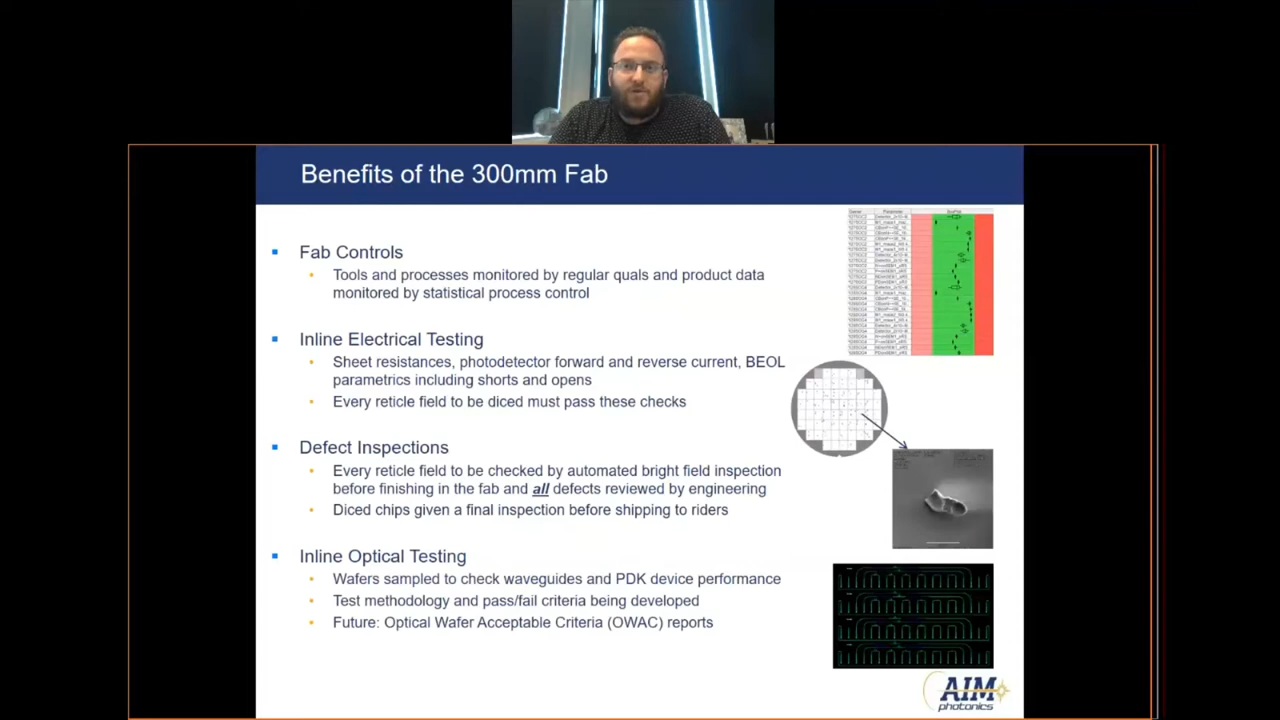 Benefits of the 300mm Fab
Fab Controls
Tools and processes monitored by regular quals and product data
monitored by statistical process control
Inline Electrical Testing
Sheet resistances, photodetector forward and reverse current, BEOL
parametrics including shorts and opens
Every reticle field to be diced must pass these checks
Defect Inspections
Every reticle field to be checked by automated bright field inspection
before finishing in the fab and all defects reviewed by engineering
Diced chips given a final inspection before shipping to riders
Inline Optical Testing
Wafers sampled to check waveguides and PDK device performance
Test methodology and pass/fail criteria being developed
Future: Optical Wafer Acceptable Criteria (OWAC) reports
Owner Parameter
AIM
photonics